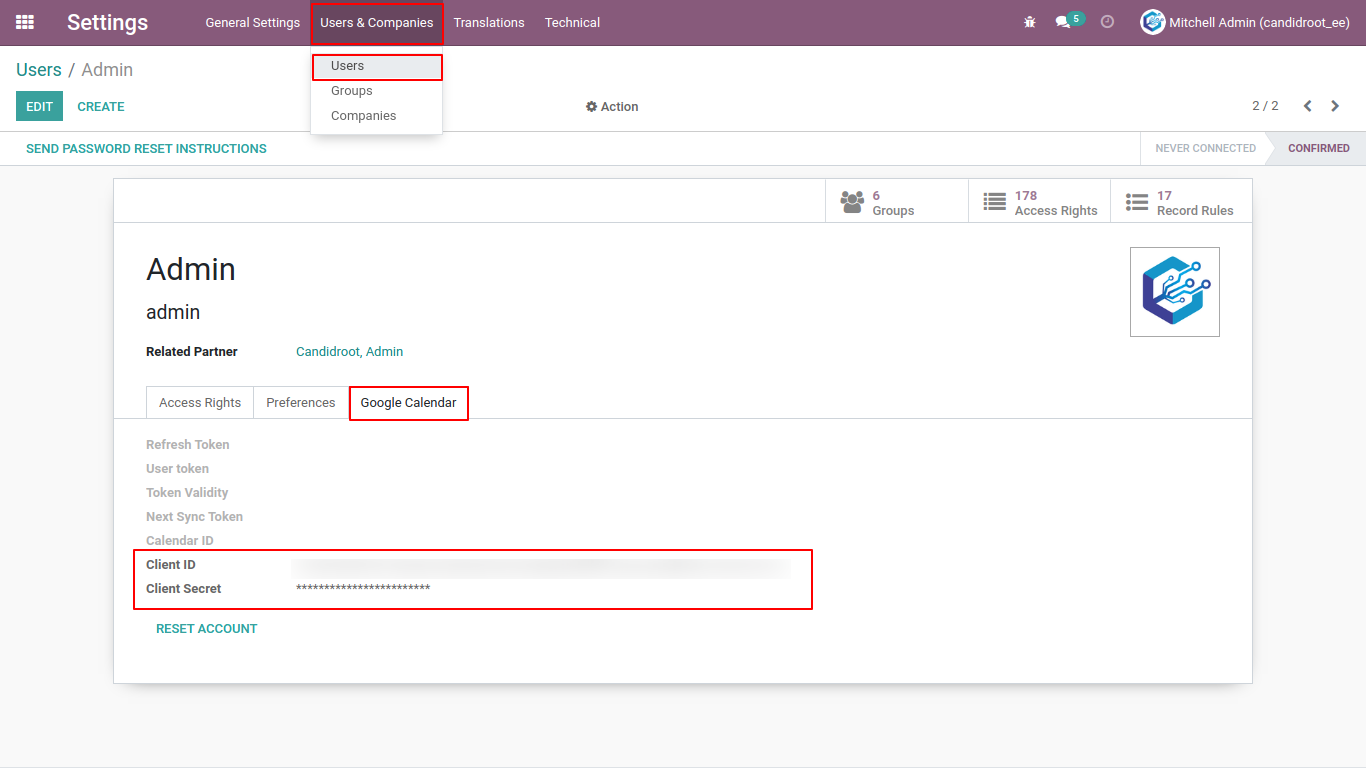 Settings General Settings Users & Companies Translations Technical 5 Mitchell Admin (candidroot_ee)
Users / Admin
Users
Groups
Companies
EDIT CREATE Action 2 / 2
SEND PASSWORD RESET INSTRUCTIONS NEVER CONNECTED CONFIRMED
6 Groups
178 Access Rights
17 Record Rules
Admin
admin
Related Partner Candidroot, Admin
Access Rights Preferences Google Calendar
Refresh Token
User token
Token Validity
Next Sync Token
Calendar ID
Client ID
Client Secret ************************
RESET ACCOUNT